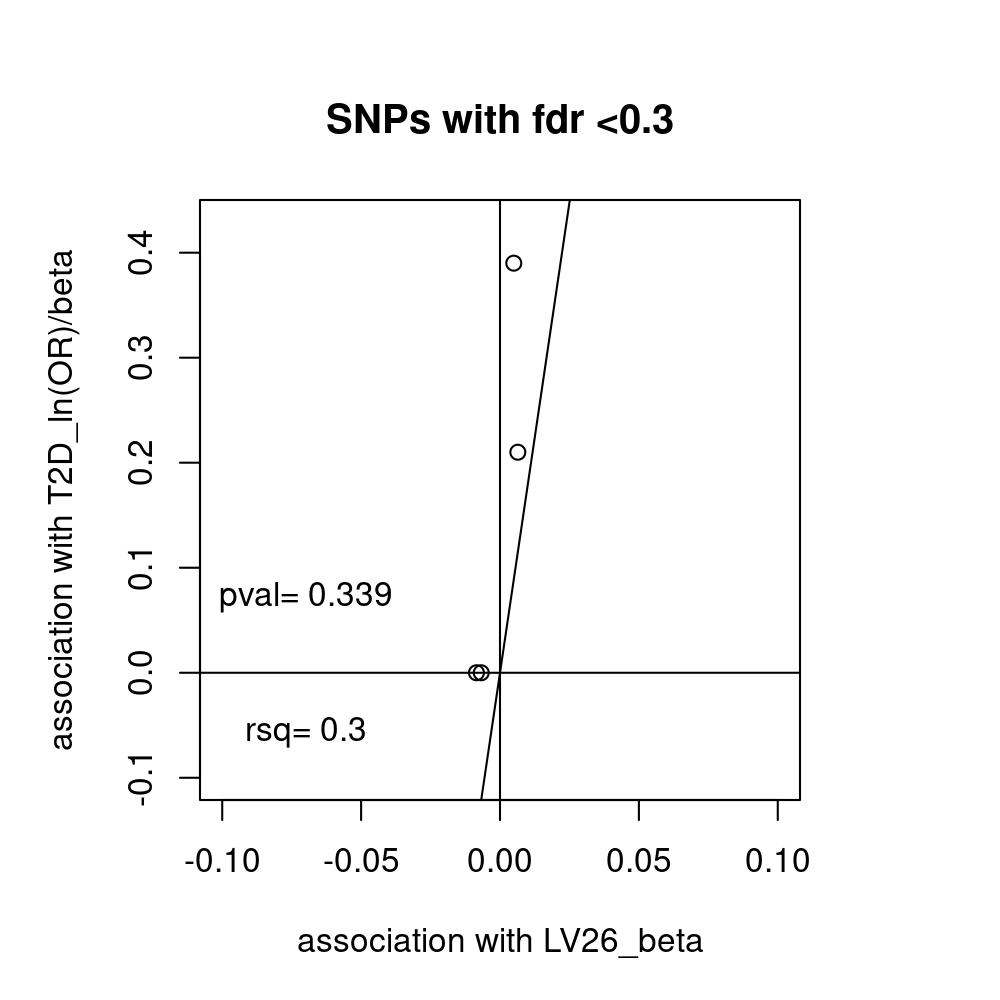 SNPs with fdr <0.3
association with T2D_ln(OR)/beta
0.4
0.3
0.2
0.1
0.0
-0.1
pval= 0.339
rsq= 0.3
-0.10
-0.05
0.00
0.05
0.10
association with LV26_beta